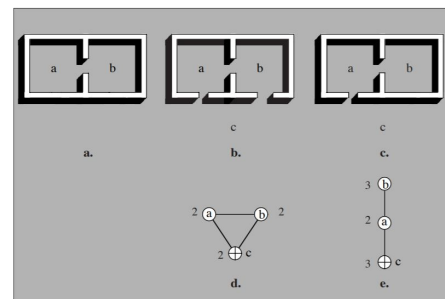 a b a b a
c c
a. b. c.
3 b
2 a b 2 2 a
2 c 3 c
d. e.